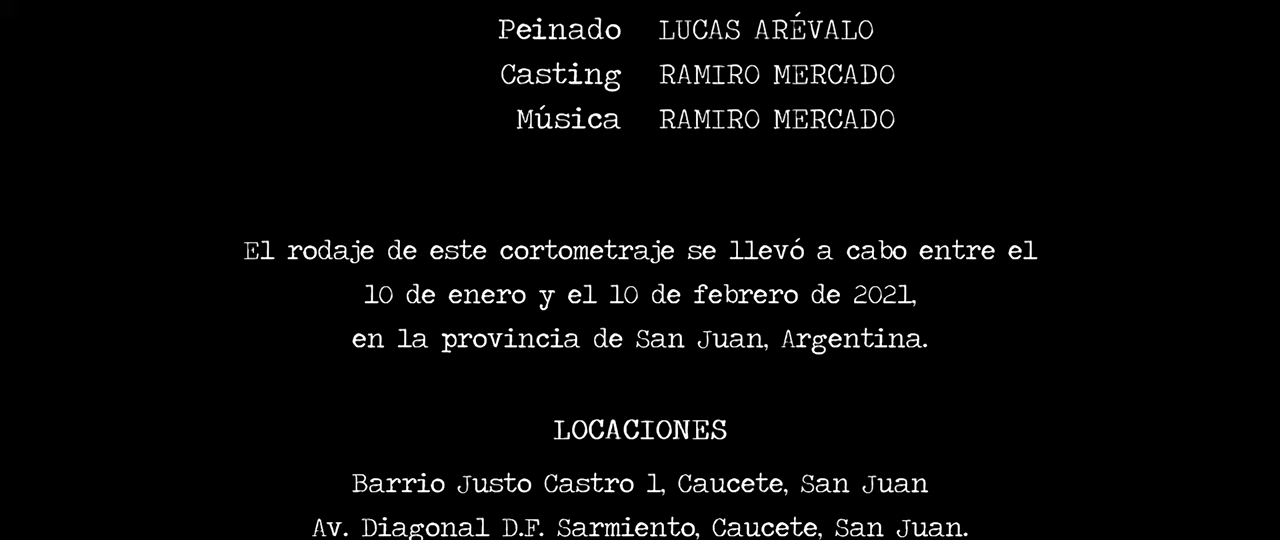 Peinado LUCAS ARÉVALO
Casting RAMIRO MERCADO
Música RAMIRO MERCADO
El rodaje de este cortometraje se llevó a cabo entre el
10 de enero y el 10 de febrero de 2021,
en la provincia de San Juan, Argentina.
LOCACIONES
Barrio Justo Castro 1, Caucete, San Juan
Av. Diagonal D.F. Sarmiento, Caucete, San Juan.